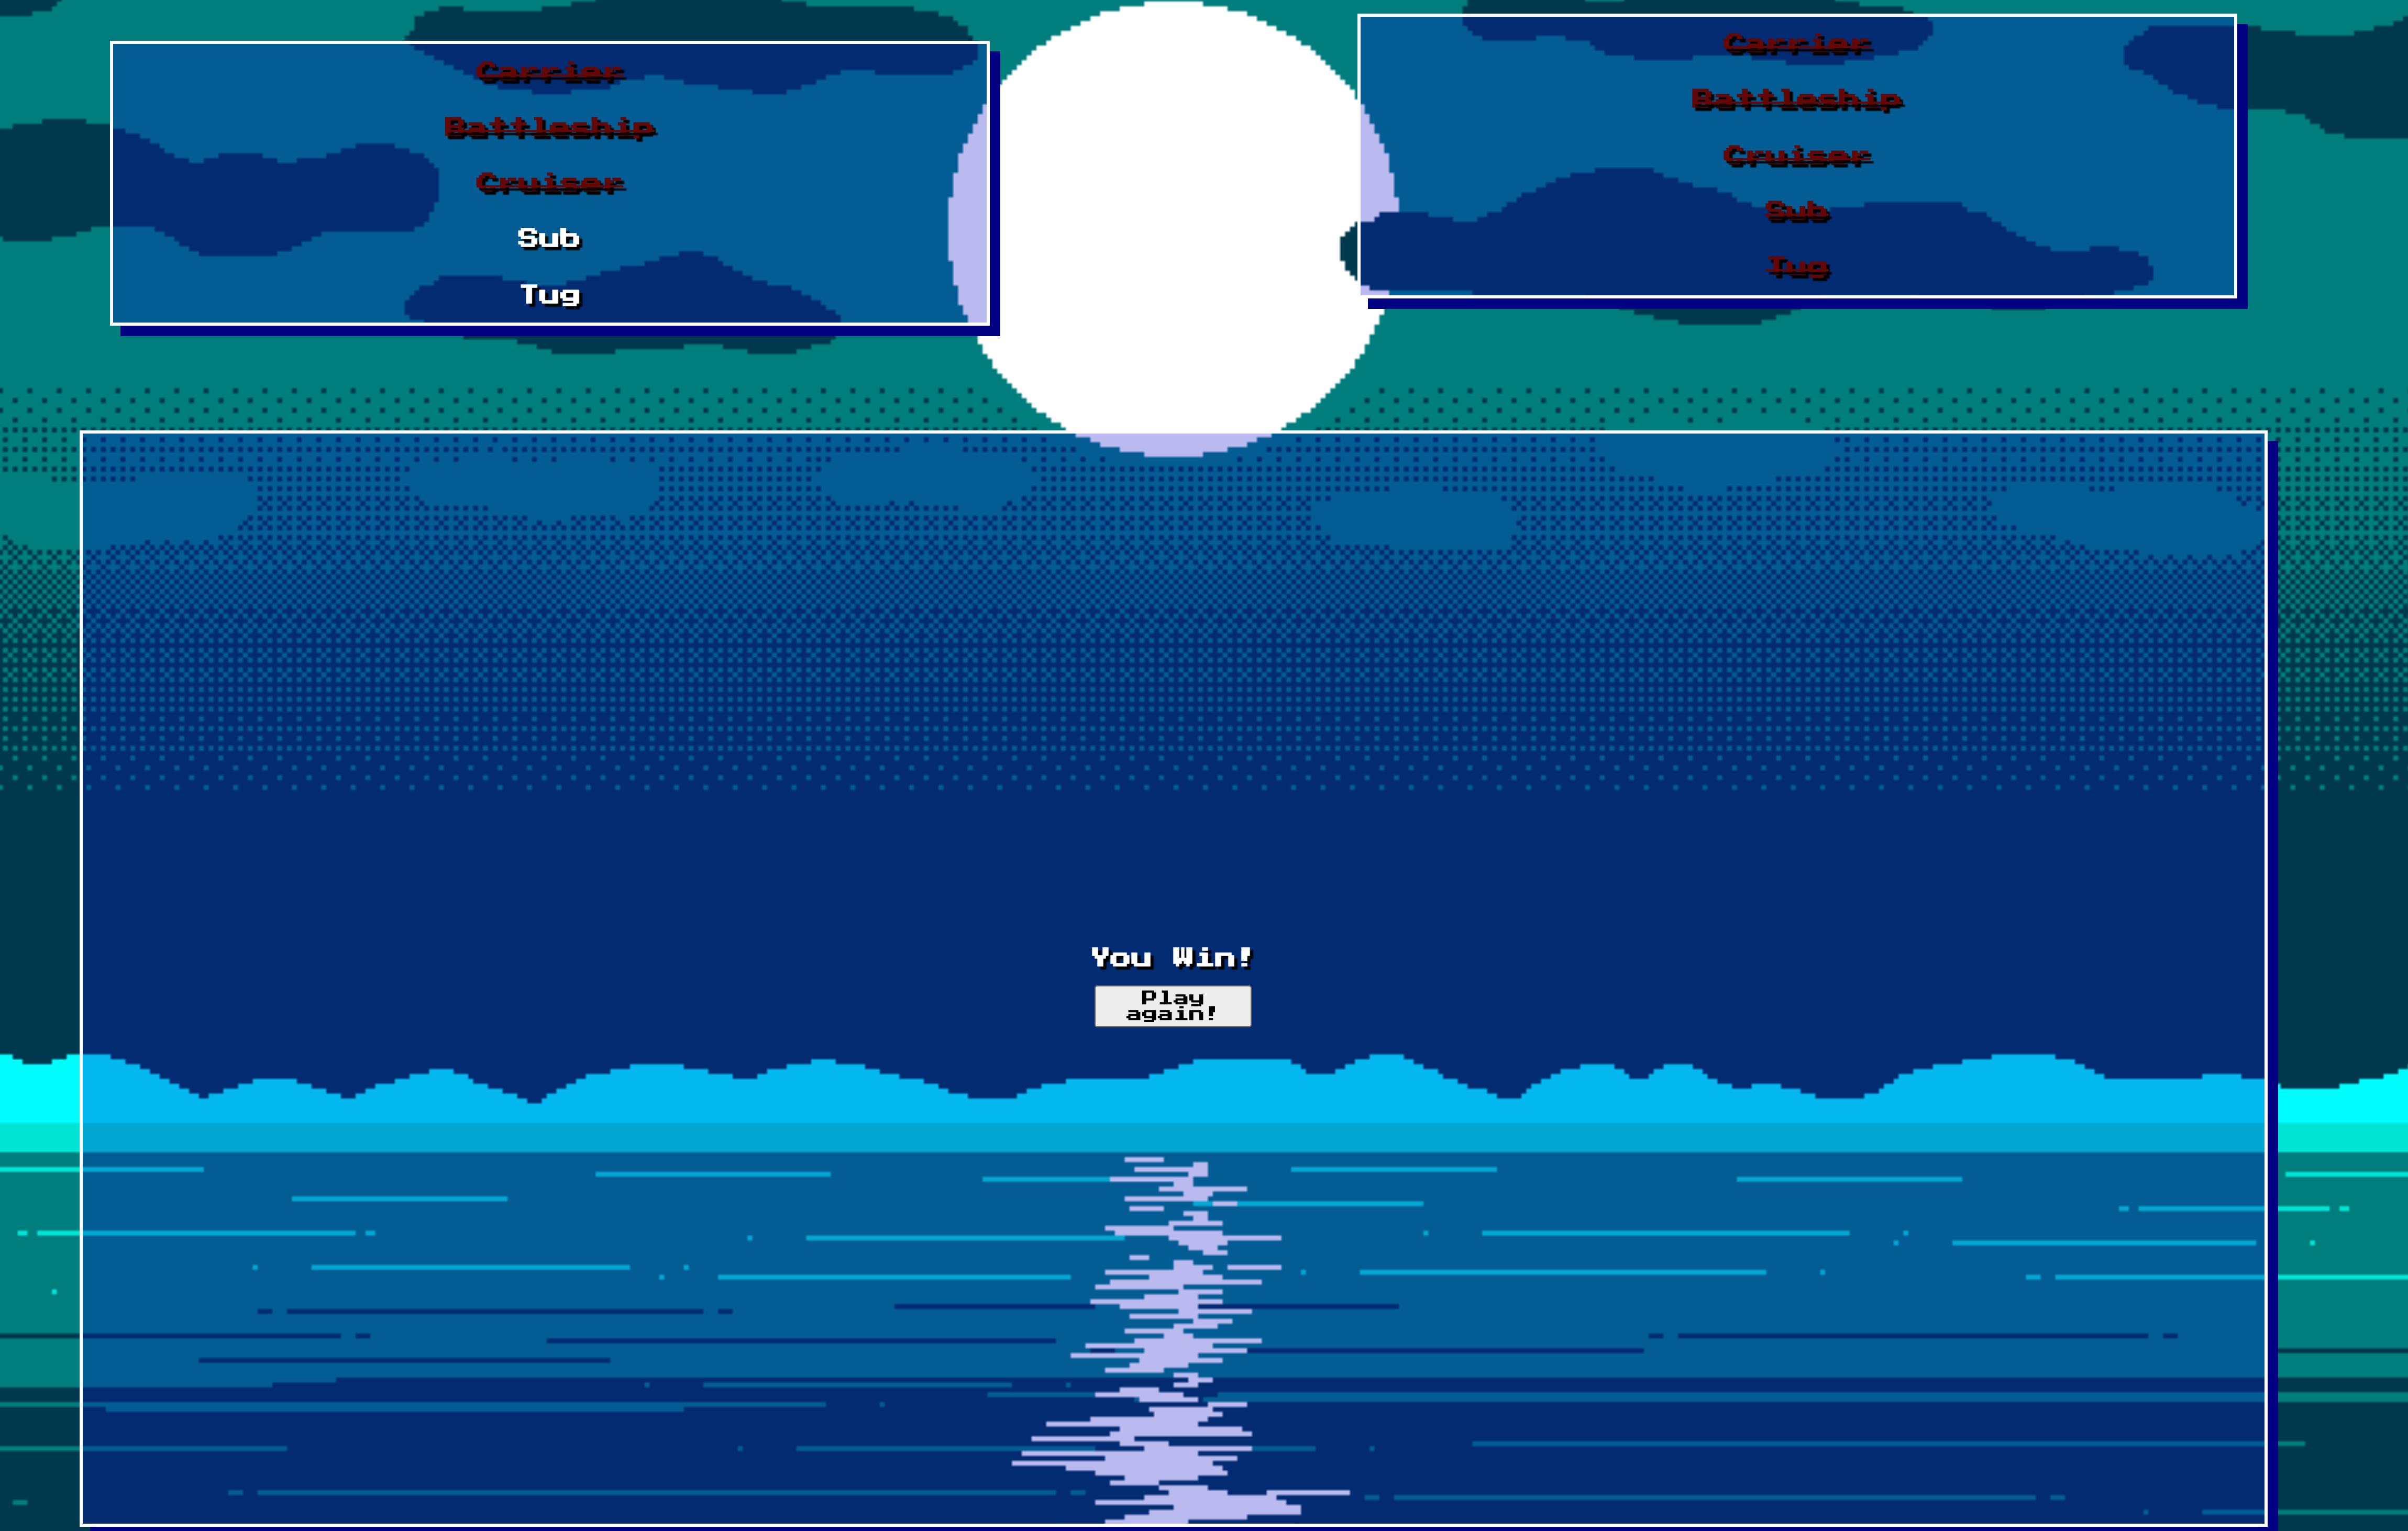 Carrier
Battleship
Cruiser
Sub
Tug
Carrier
Battleship
Cruiser
Sub
Tug
You Win!
Play
again!